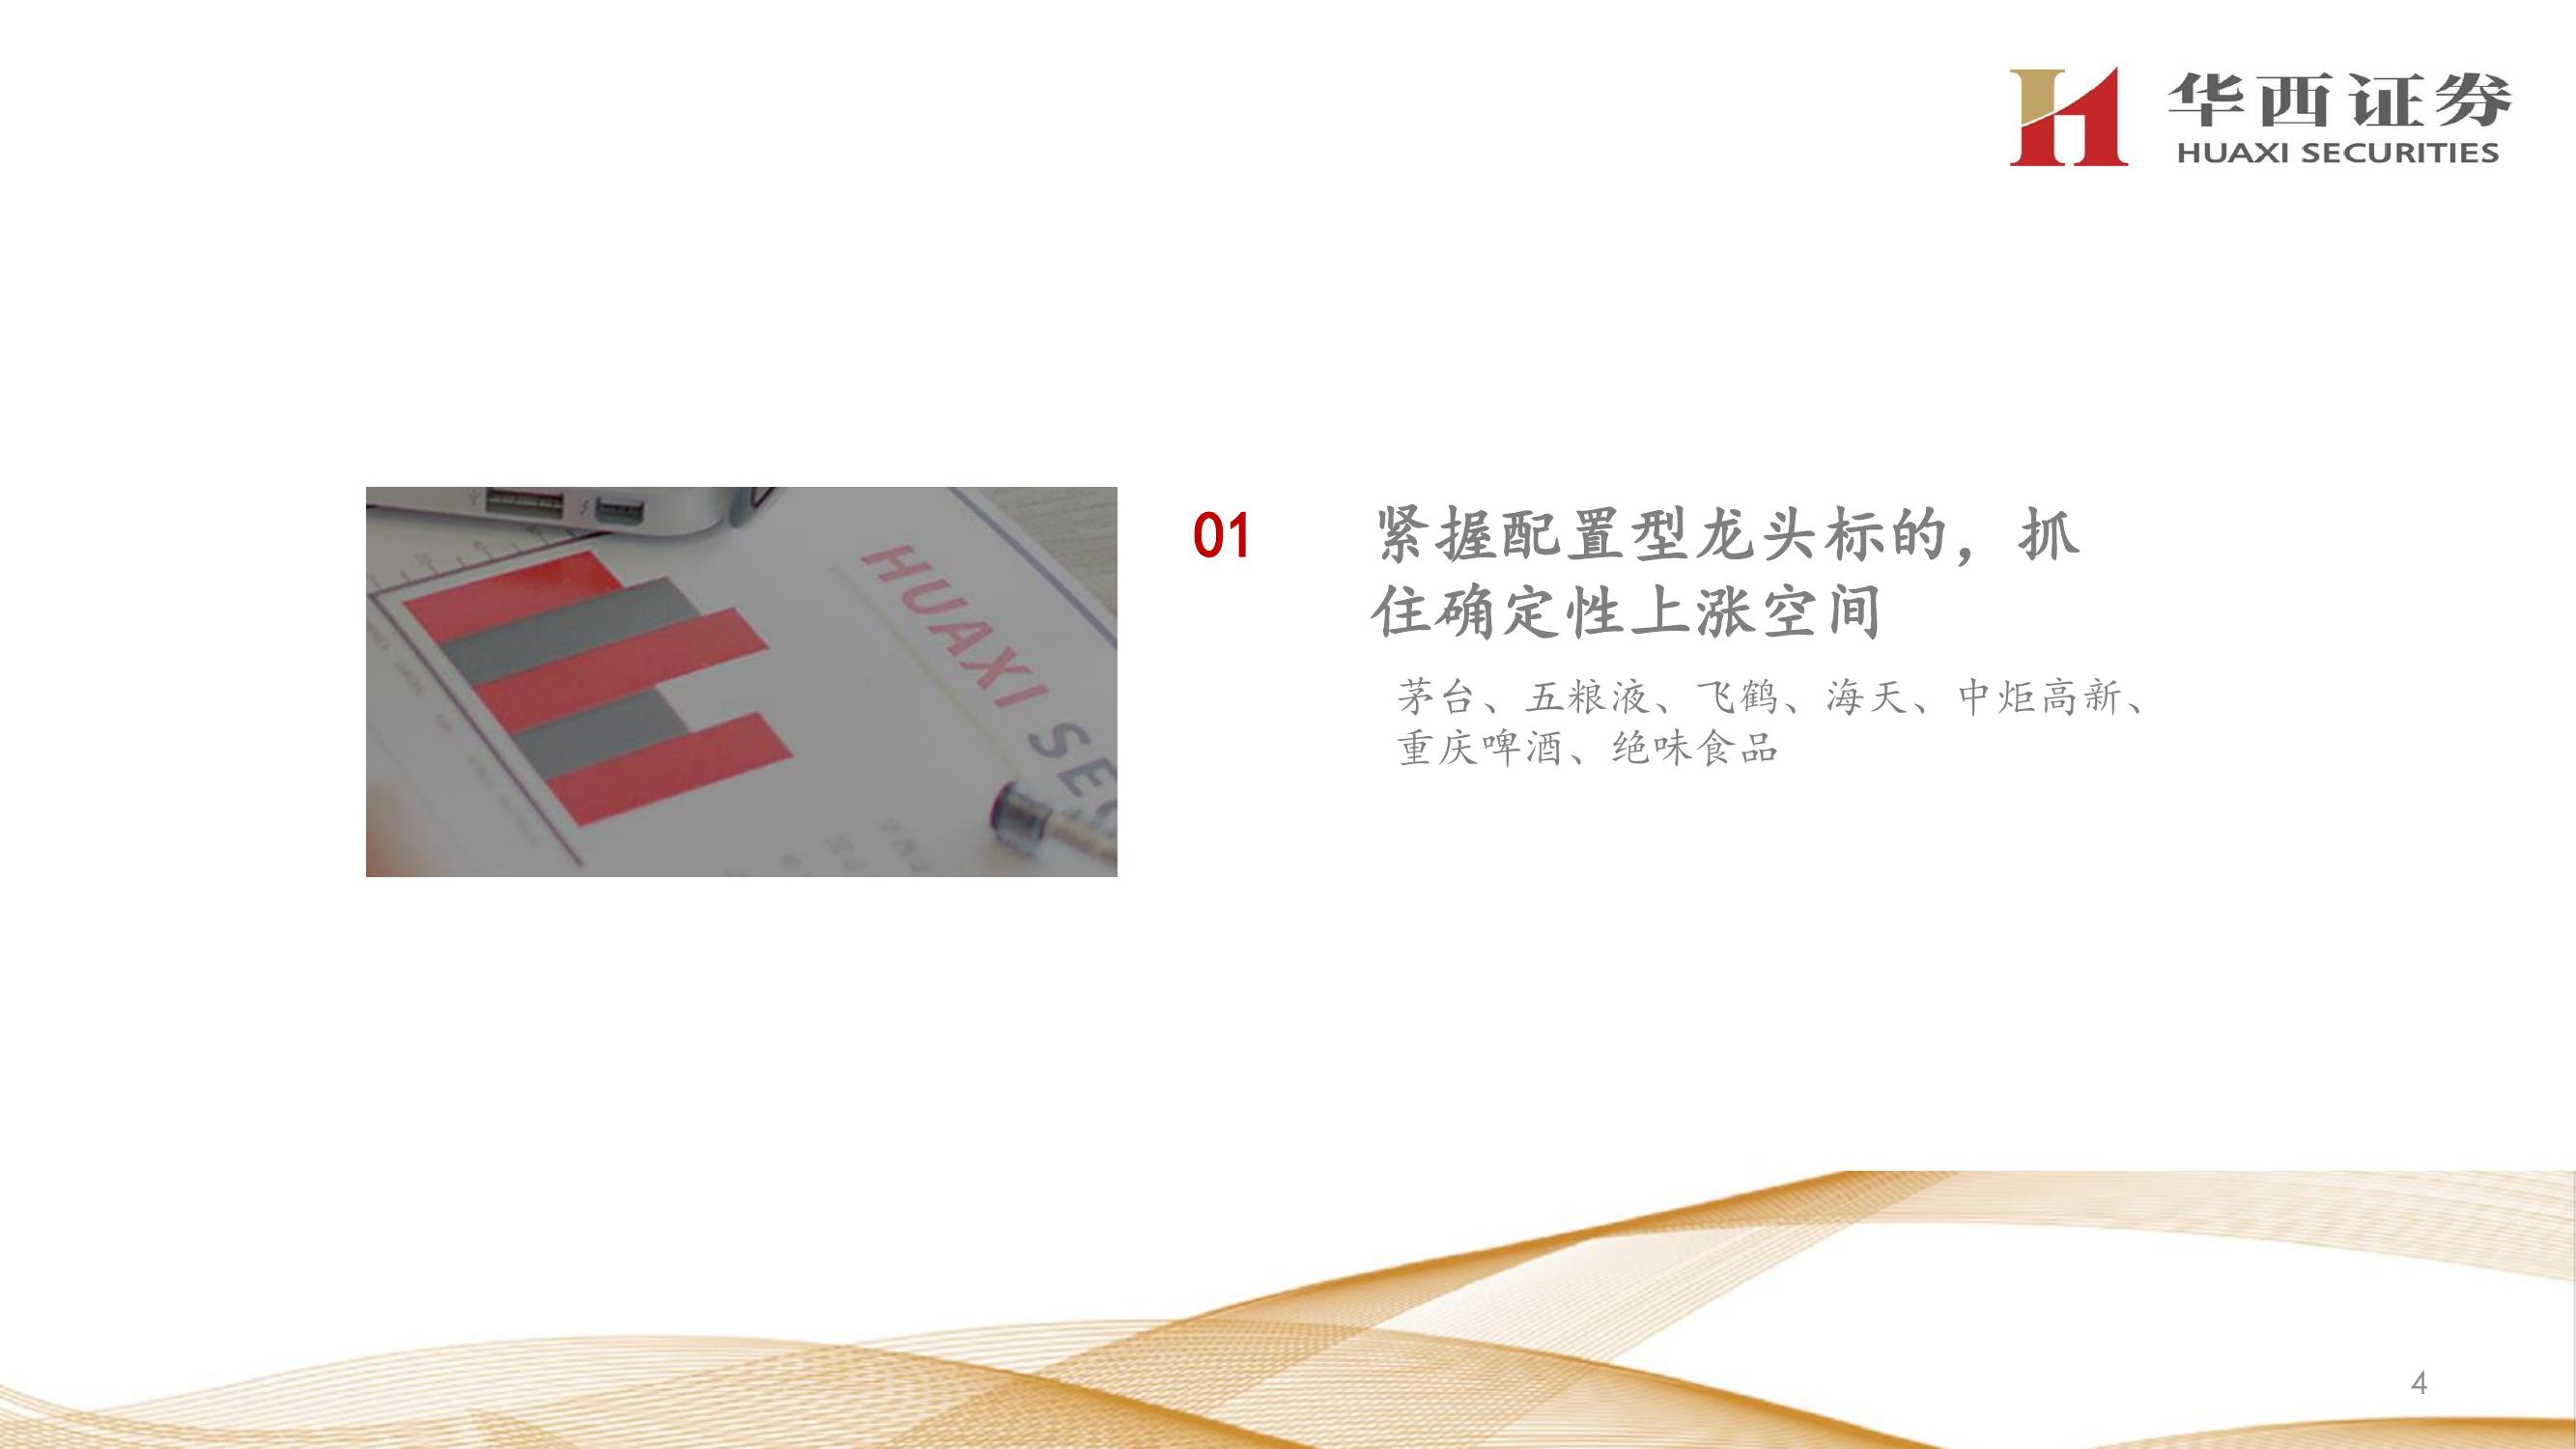 华西证券
HUAXI SECURITIES
01
紧握配置型龙头标的，抓
住确定性上涨空间
茅台、五粮液、飞鹤、海天、中炬高新、
重庆啤酒、绝味食品
HUAXI SEC
4